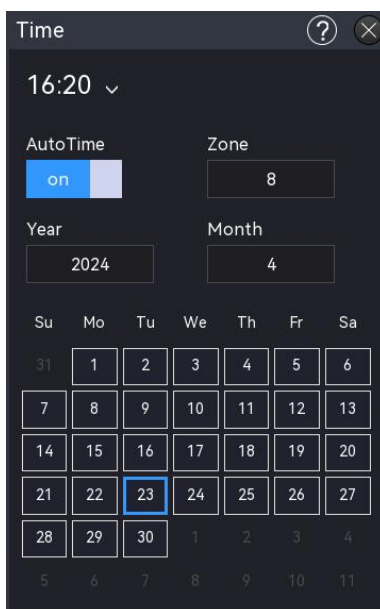 Time ?
16:20
AutoTime Zone
on 8
Year Month
2024 4
Su Mo Tu We Th Fr Sa
31 1 2 3 4 5 6
7 8 9 10 11 12 13
14 15 16 17 18 19 20
21 22 23 24 25 26 27
28 29 30 1 2 3 4
5 6 7 8 9 10 11